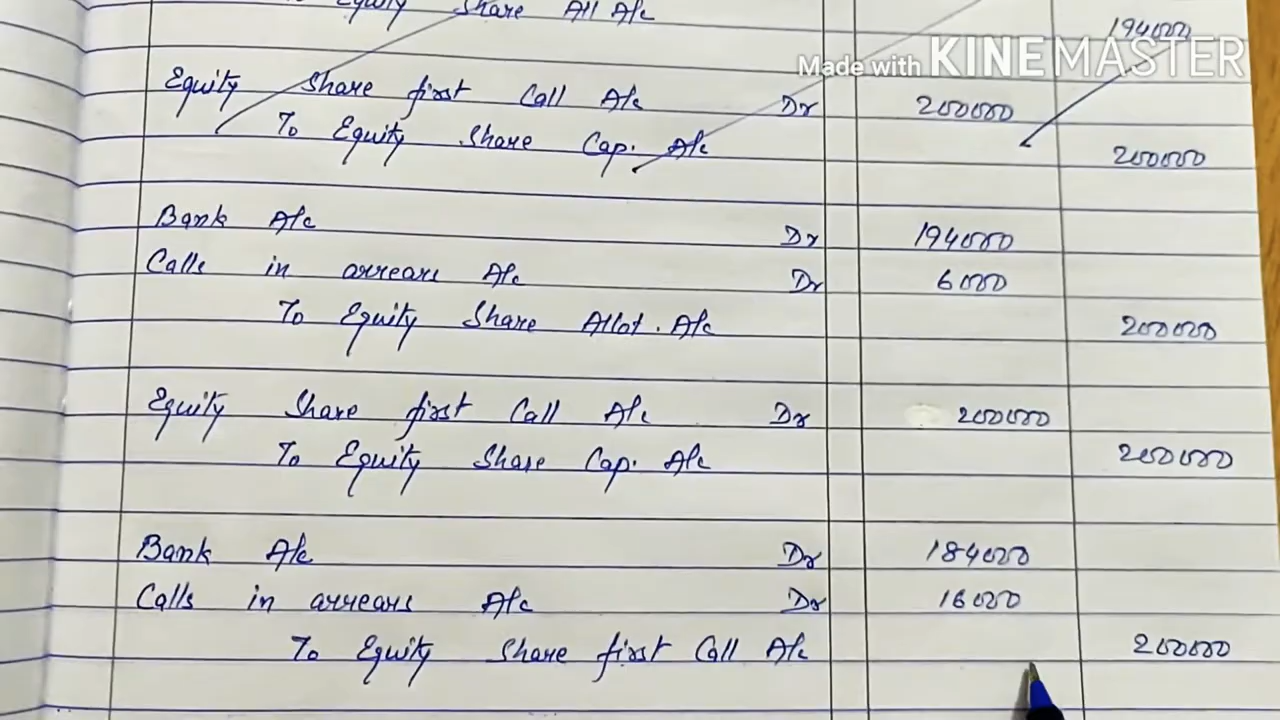 To Equity Share All A/c 194000
Made with KINEMASTER
Equity Share first Call A/c Dr 200000
To Equity Share Cap. A/c 200000
Bank A/c Dr 194000
Calls in arrears A/c Dr 6000
To Equity Share Allot. A/c 200000
Equity Share first Call A/c Dr 200000
To Equity Share Cap. A/c 200000
Bank A/c Dr 184000
Calls in arrears A/c Dr 16000
To Equity Share first Call A/c 200000